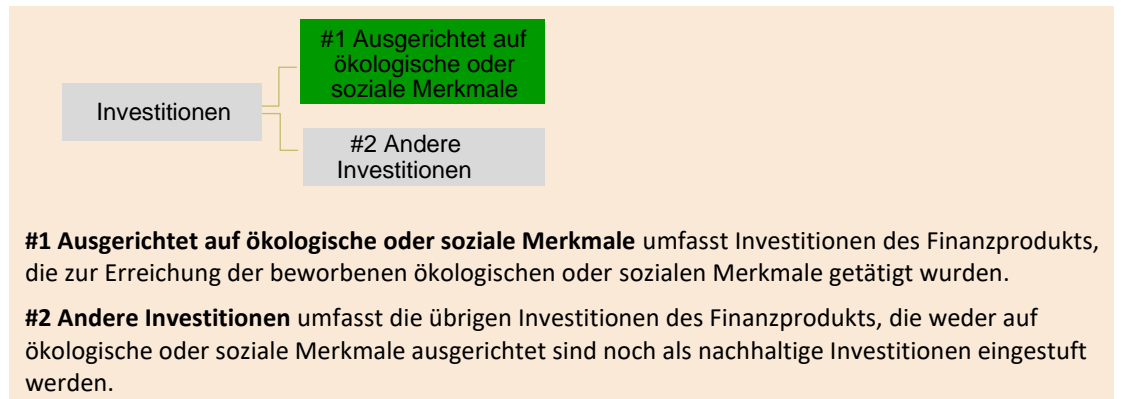 #1 Ausgerichtet auf
ökologische oder
soziale Merkmale
Investitionen
#2 Andere
Investitionen
#1 Ausgerichtet auf ökologische oder soziale Merkmale umfasst Investitionen des Finanzprodukts,
die zur Erreichung der beworbenen ökologischen oder sozialen Merkmale getätigt wurden.
#2 Andere Investitionen umfasst die übrigen Investitionen des Finanzprodukts, die weder auf
ökologische oder soziale Merkmale ausgerichtet sind noch als nachhaltige Investitionen eingestuft
werden.